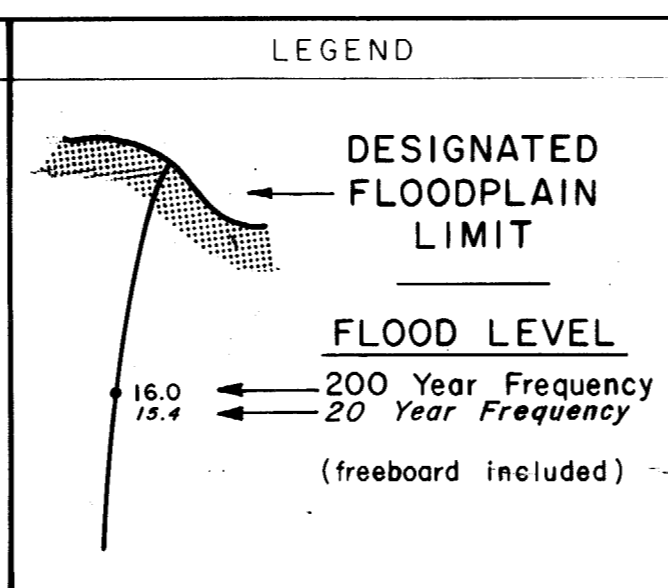 LEGEND
DESIGNATED
FLOODPLAIN
LIMIT
FLOOD LEVEL
16.0 200 Year Frequency
15.4 20 Year Frequency
(freeboard included)